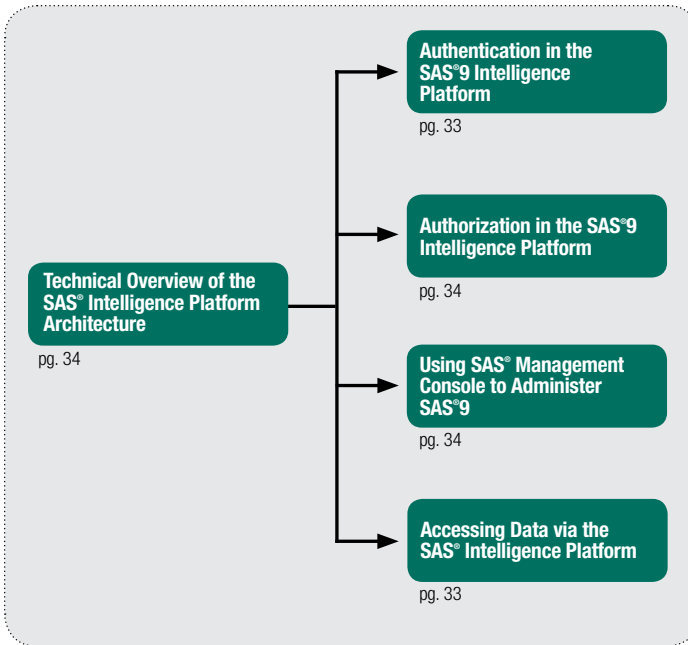 Authentication in the
SAS®9 Intelligence
Platform
pg. 33
Authorization in the SAS®9
Intelligence Platform
pg. 34
Technical Overview of the
SAS® Intelligence Platform
Architecture
pg. 34
Using SAS® Management
Console to Administer
SAS®9
pg. 34
Accessing Data via the
SAS® Intelligence Platform
pg. 33